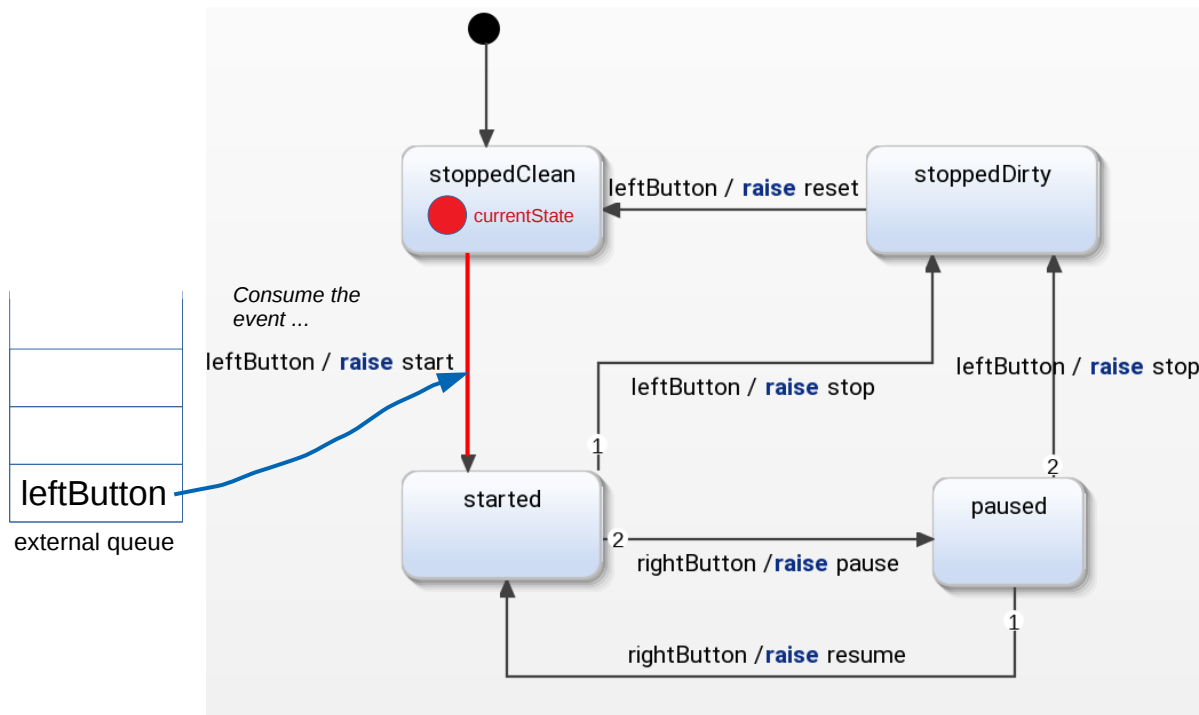 stoppedClean
currentState
stoppedDirty
leftButton / raise reset
Consume the
event ...
leftButton / raise start
leftButton / raise stop
leftButton / raise stop
1
2
leftButton
external queue
started
paused
2
rightButton /raise pause
1
rightButton /raise resume